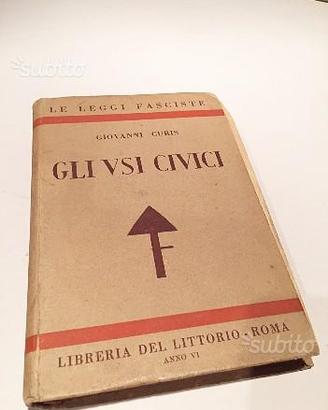 subito
LE LEGGI FASCISTE
GIOVANNI CURIS
GLI VSI CIVICI
F
LIBRERIA DEL LITTORIO - ROMA
ANNO VI
subito